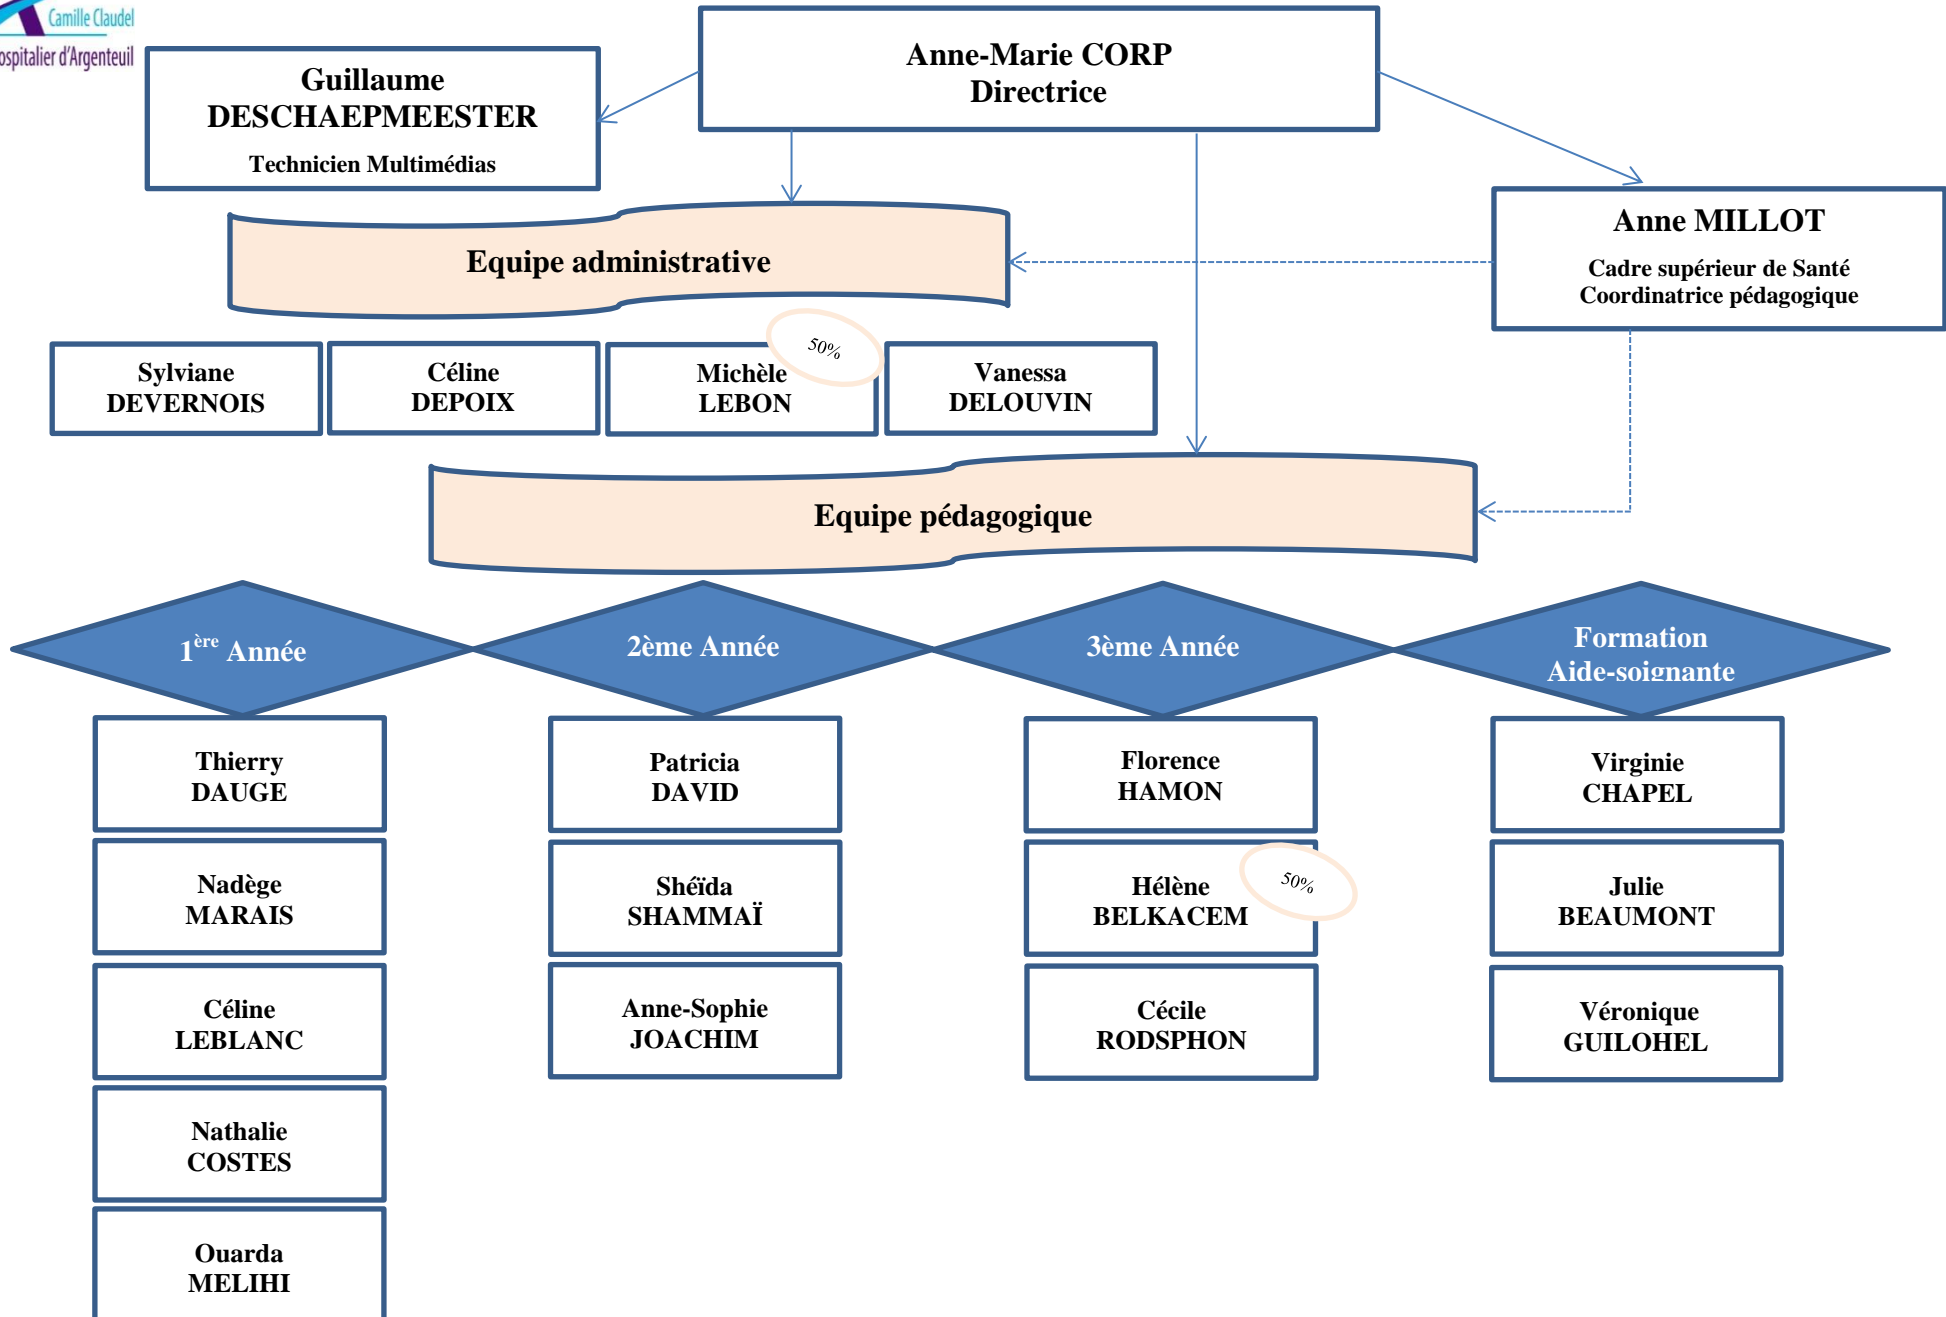 Camille Claudel
ospitalier d'Argenteuil
Guillaume
DESCHAEPMEESTER
Technicien Multimédias
Anne-Marie CORP
Directrice
Anne MILLOT
Cadre supérieur de Santé
Coordinatrice pédagogique
Equipe administrative
50%
Sylviane
DEVERNOIS
Céline
DEPOIX
Michèle
LEBON
Vanessa
DELOUVIN
Equipe pédagogique
1ère Année
2ème Année
3ème Année
Formation
Aide-soignante
Thierry
DAUGE
Nadège
MARAIS
Céline
LEBLANC
Nathalie
COSTES
Ouarda
MELIHI
Patricia
DAVID
Shéïda
SHAMMAÏ
Anne-Sophie
JOACHIM
Florence
HAMON
Hélène
BELKACEM
50%
Cécile
RODSPHON
Virginie
CHAPEL
Julie
BEAUMONT
Véronique
GUILOHEL